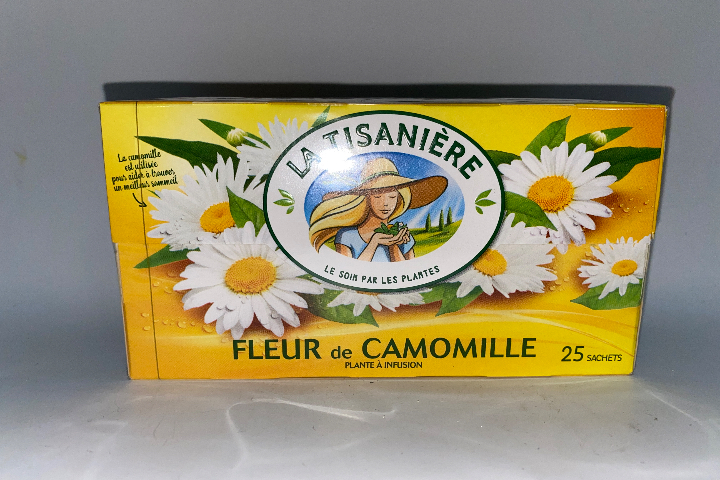 La camomille
est utilisée
pour aider à trouver
un meilleur sommeil
LA TISANIÈRE
LE SOIN PAR LES PLANTES
FLEUR de CAMOMILLE
PLANTE À INFUSION
25 SACHETS